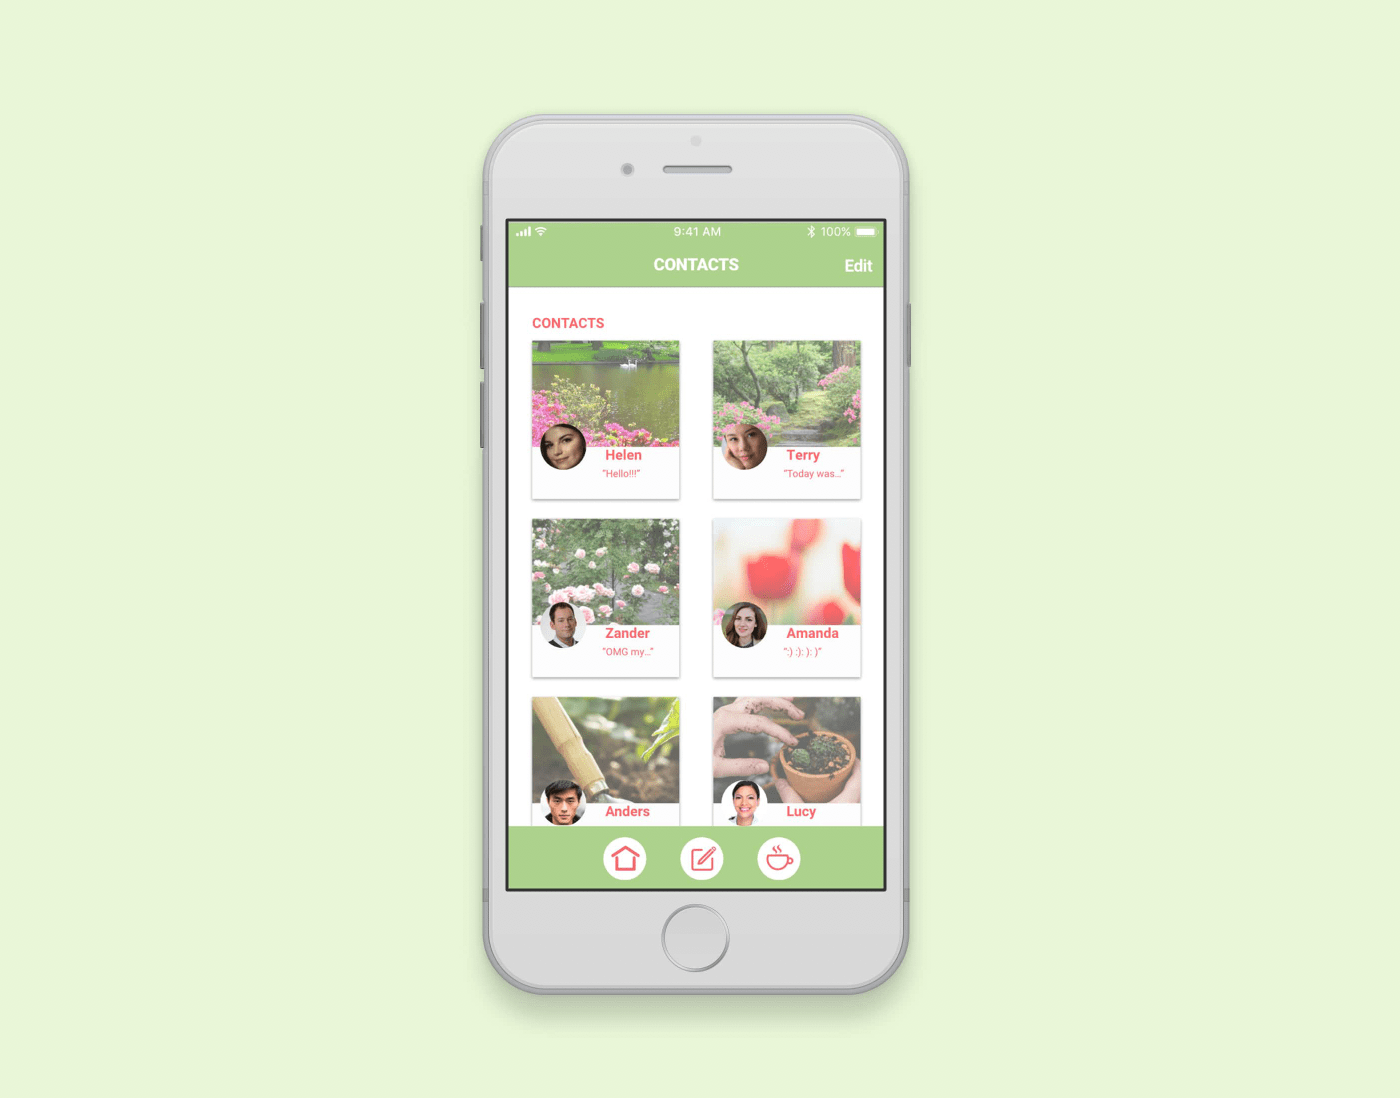 9:41 AM
100%
CONTACTS
Edit
CONTACTS
Helen
"Hello!!!"
Terry
"Today was..."
Zander
"OMG my..."
Amanda
":) :): ): )"
Anders
Lucy